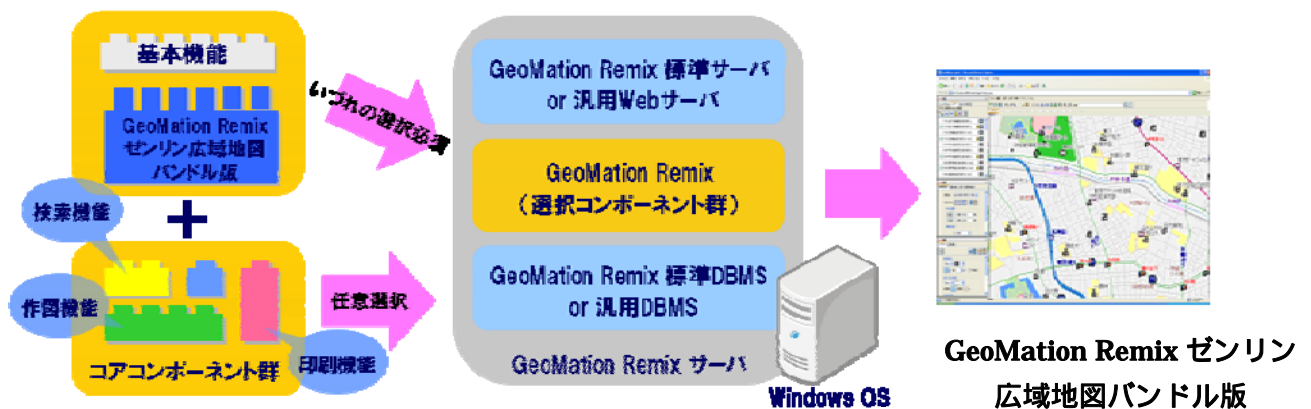 基本機能
GeoMation Remix
ゼンリン広域地図
バンドル版
検索機能
作図機能
印刷機能
コアコンポーネント群
いづれの選択必須
任意選択
GeoMation Remix 標準サーバ
or 汎用Webサーバ
GeoMation Remix
（選択コンポーネント群）
GeoMation Remix 標準DBMS
or 汎用DBMS
GeoMation Remix サーバ
Windows OS
GeoMation Remix ゼンリン
広域地図バンドル版